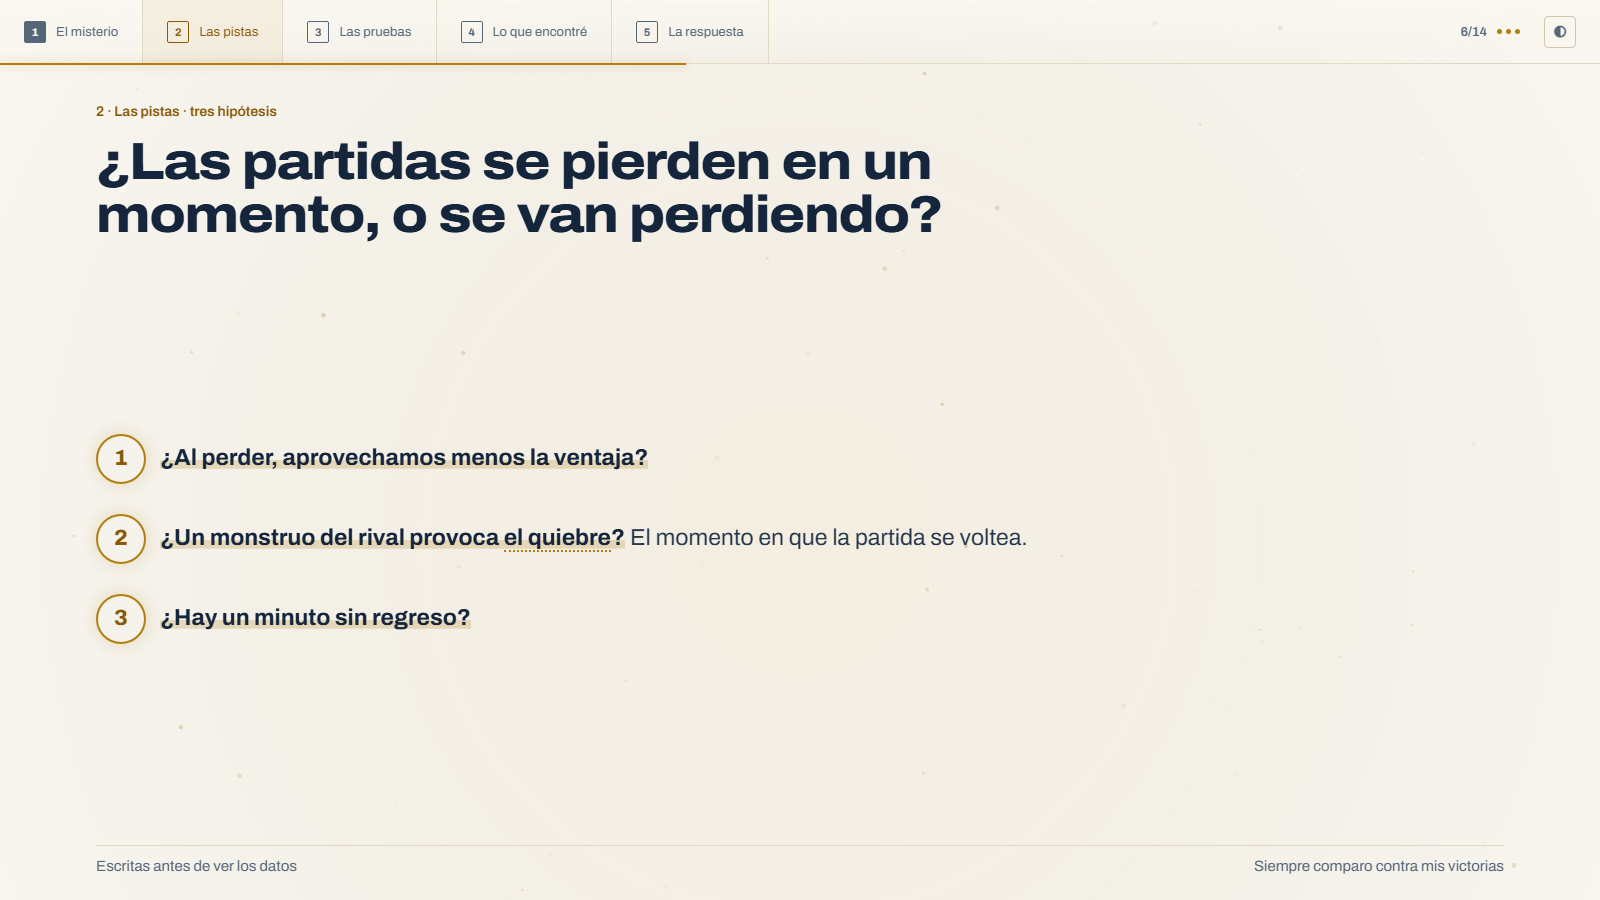 1 El misterio
2 Las pistas
3 Las pruebas
4 Lo que encontré
5 La respuesta
6/14
2 · Las pistas · tres hipótesis
¿Las partidas se pierden en un
momento, o se van perdiendo?
1 ¿Al perder, aprovechamos menos la ventaja?
2 ¿Un monstruo del rival provoca el quiebre? El momento en que la partida se voltea.
3 ¿Hay un minuto sin regreso?
Escritas antes de ver los datos
Siempre comparo contra mis victorias